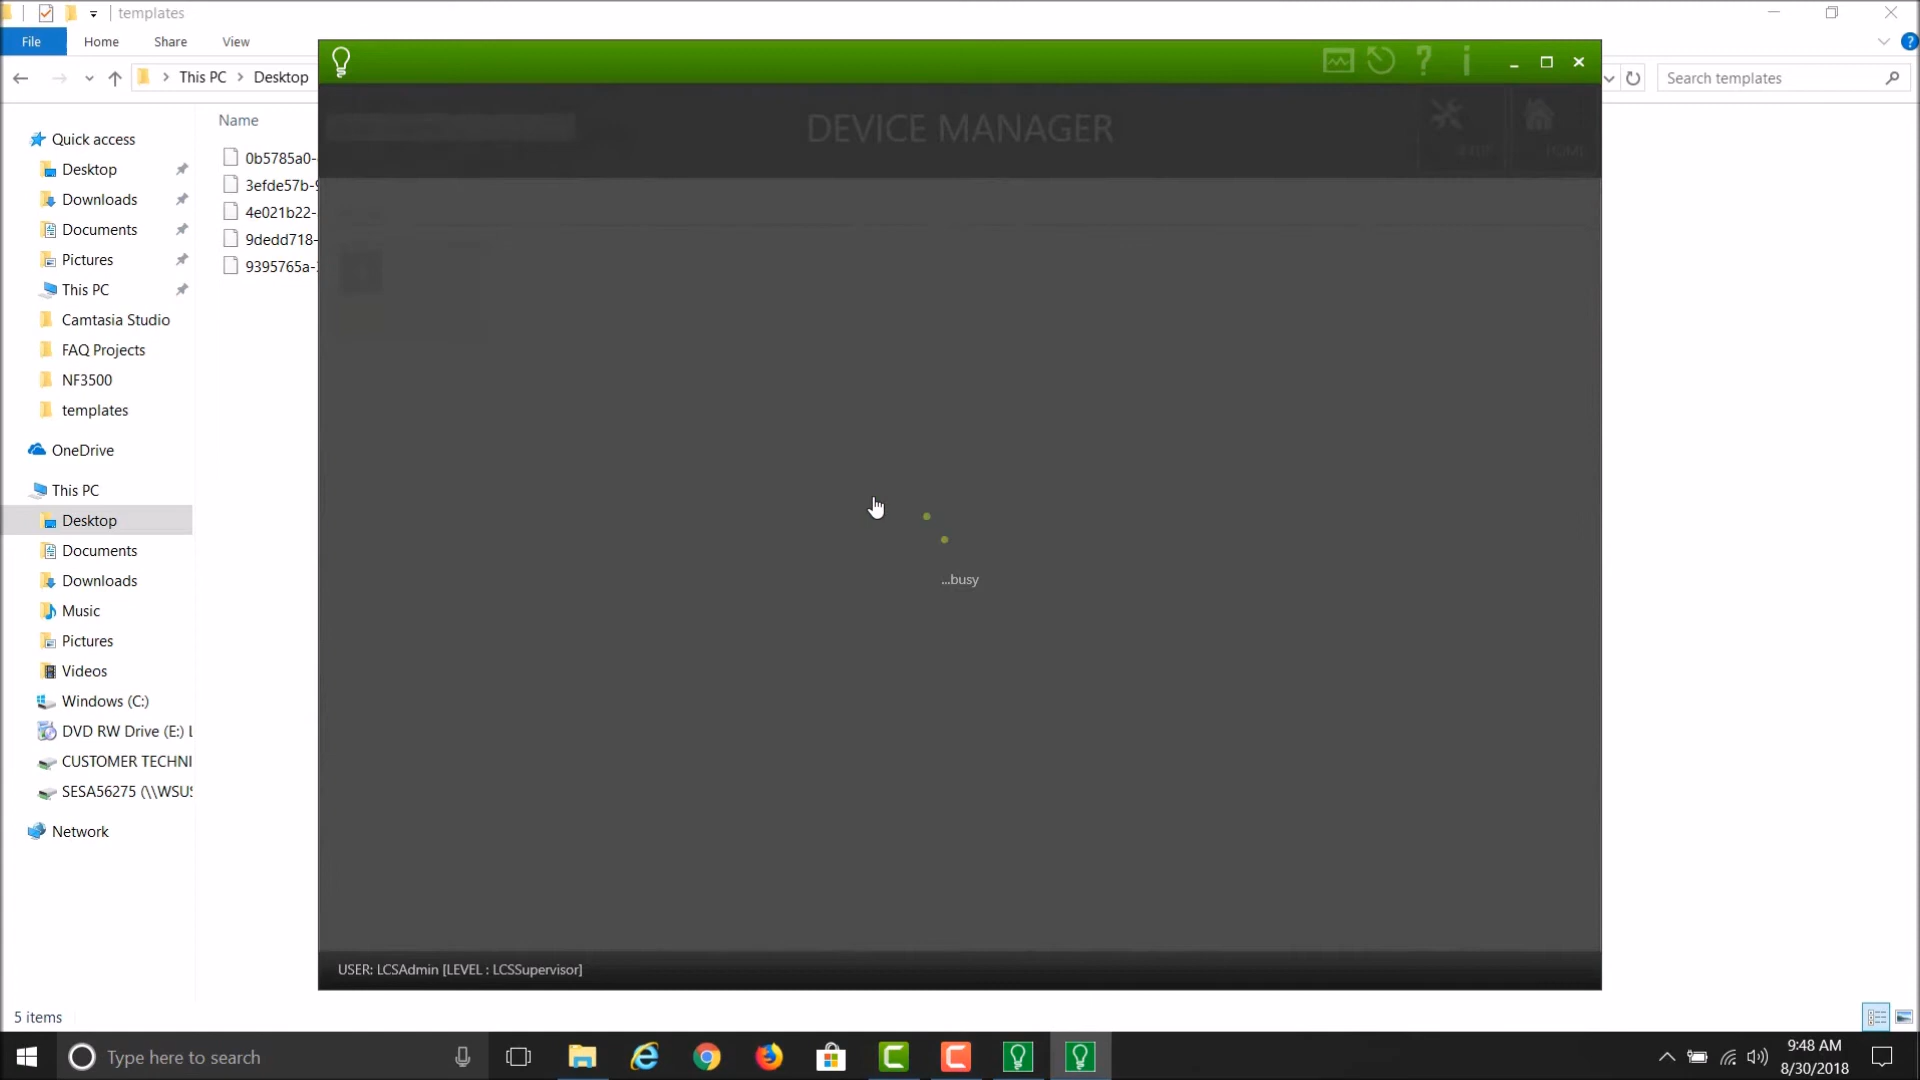 templates
File
Home
Share
View
This PC
Desktop
Search templates
DEVICE MANAGER
HOME
Name
0b5785a0-
3efde57b-9
4e021b22-
9dedd718-
9395765a-
Quick access
Desktop
Downloads
Documents
Pictures
This PC
Camtasia Studio
FAQ Projects
NF3500
templates
OneDrive
This PC
Desktop
Documents
Downloads
Music
Pictures
Videos
Windows (C:)
DVD RW Drive (E:) L
CUSTOMER TECHNI
SESA56275 (\\WSUS
Network
...busy
USER: LCSAdmin [LEVEL : LCSSupervisor]
5 items
Type here to search
9:48 AM
8/30/2018